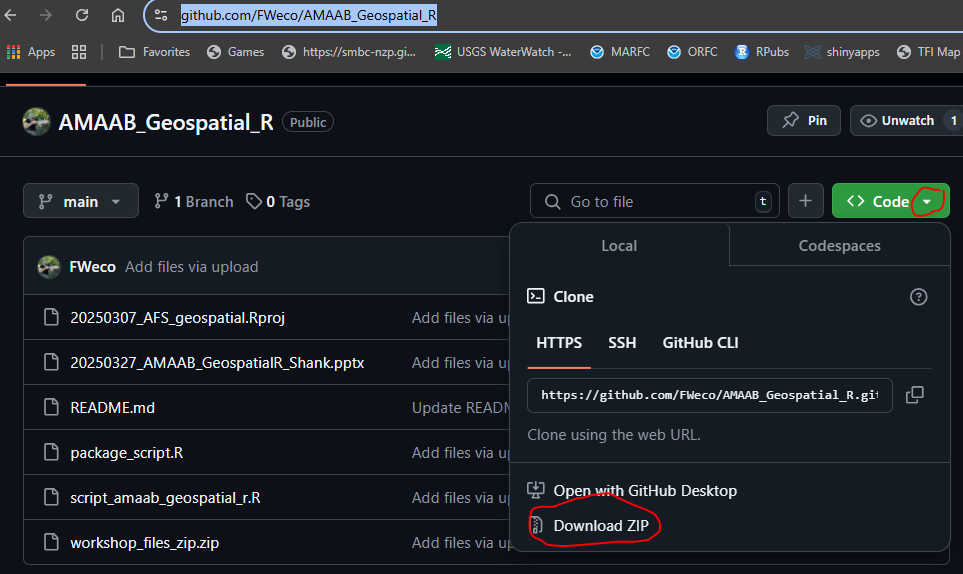 github.com/FWeco/AMAAB_Geospatial_R
Apps Favorites Games https://smbc-nzp.gi... USGS WaterWatch -... MARFC ORFC RPubs shinyapps TFI Map
AMAAB_Geospatial_R Public Pin Unwatch 1
main 1 Branch 0 Tags Go to file t Code
Local Codespaces
FWeco Add files via upload
Clone
20250307_AFS_geospatial.Rproj Add files via up
HTTPS SSH GitHub CLI
20250327_AMAAB_GeospatialR_Shank.pptx Add files via up
https://github.com/FWeco/AMAAB_Geospatial_R.git
README.md Update READM
Clone using the web URL.
package_script.R Add files via up
Open with GitHub Desktop
script_amaab_geospatial_r.R Add files via up
Download ZIP
workshop_files_zip.zip Add files via up